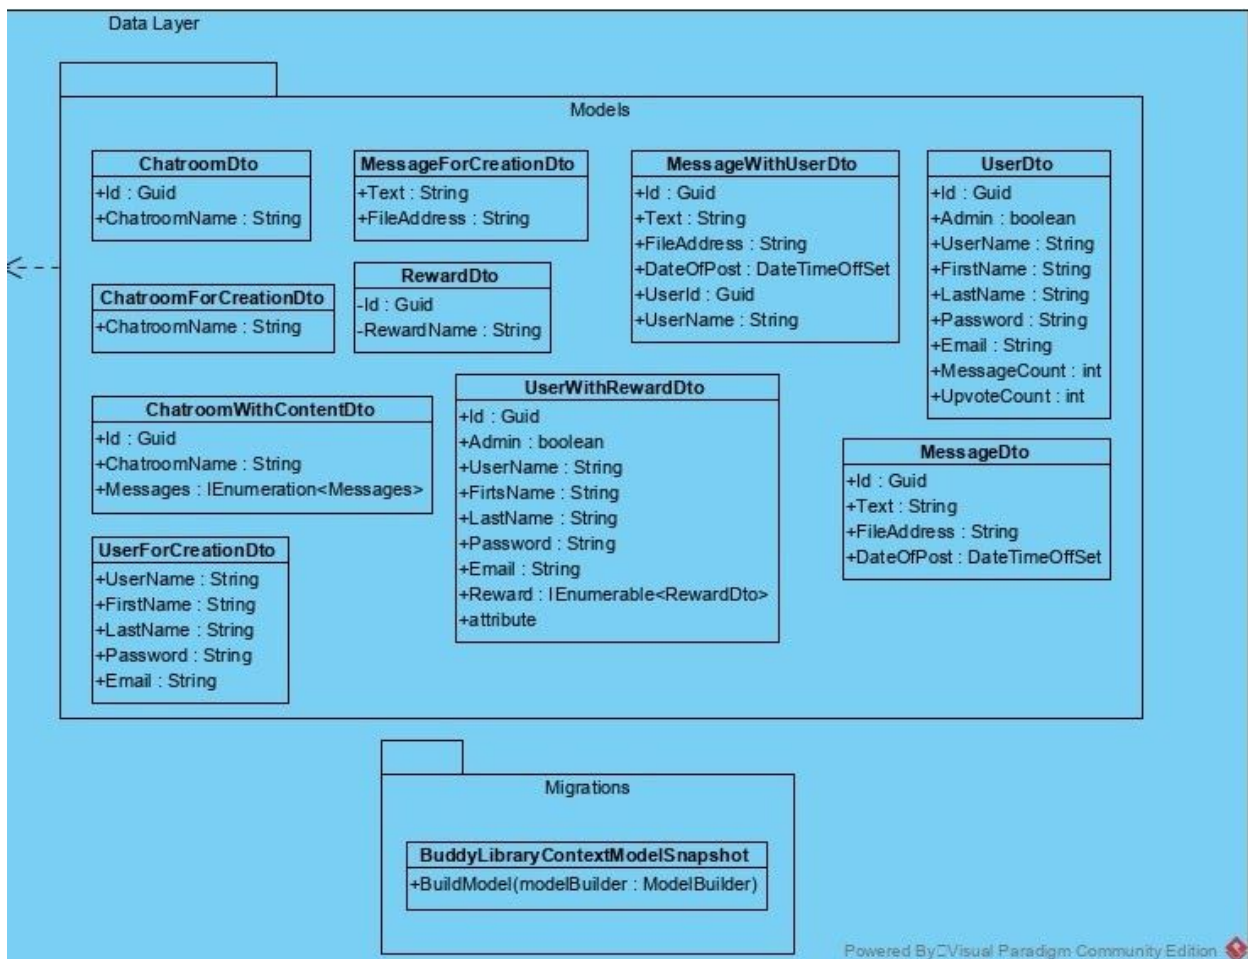 Data Layer
Models
ChatroomDto
+Id : Guid
+ChatroomName : String
MessageForCreationDto
+Text : String
+FileAddress : String
MessageWithUserDto
+Id : Guid
+Text : String
+FileAddress : String
+DateOfPost : DateTimeOffSet
+UserId : Guid
+UserName : String
UserDto
+Id : Guid
+Admin : boolean
+UserName : String
+FirstName : String
+LastName : String
+Password : String
+Email : String
+MessageCount : int
+UpvoteCount : int
ChatroomForCreationDto
+ChatroomName : String
RewardDto
-Id : Guid
-RewardName : String
ChatroomWithContentDto
+Id : Guid
+ChatroomName : String
+Messages : IEnumeration<Messages>
UserWithRewardDto
+Id : Guid
+Admin : boolean
+UserName : String
+FirtsName : String
+LastName : String
+Password : String
+Email : String
+Reward : IEnumerable<RewardDto>
+attribute
MessageDto
+Id : Guid
+Text : String
+FileAddress : String
+DateOfPost : DateTimeOffSet
UserForCreationDto
+UserName : String
+FirstName : String
+LastName : String
+Password : String
+Email : String
Migrations
BuddyLibraryContextModelSnapshot
+BuildModel(modelBuilder : ModelBuilder)
Powered By Visual Paradigm Community Edition